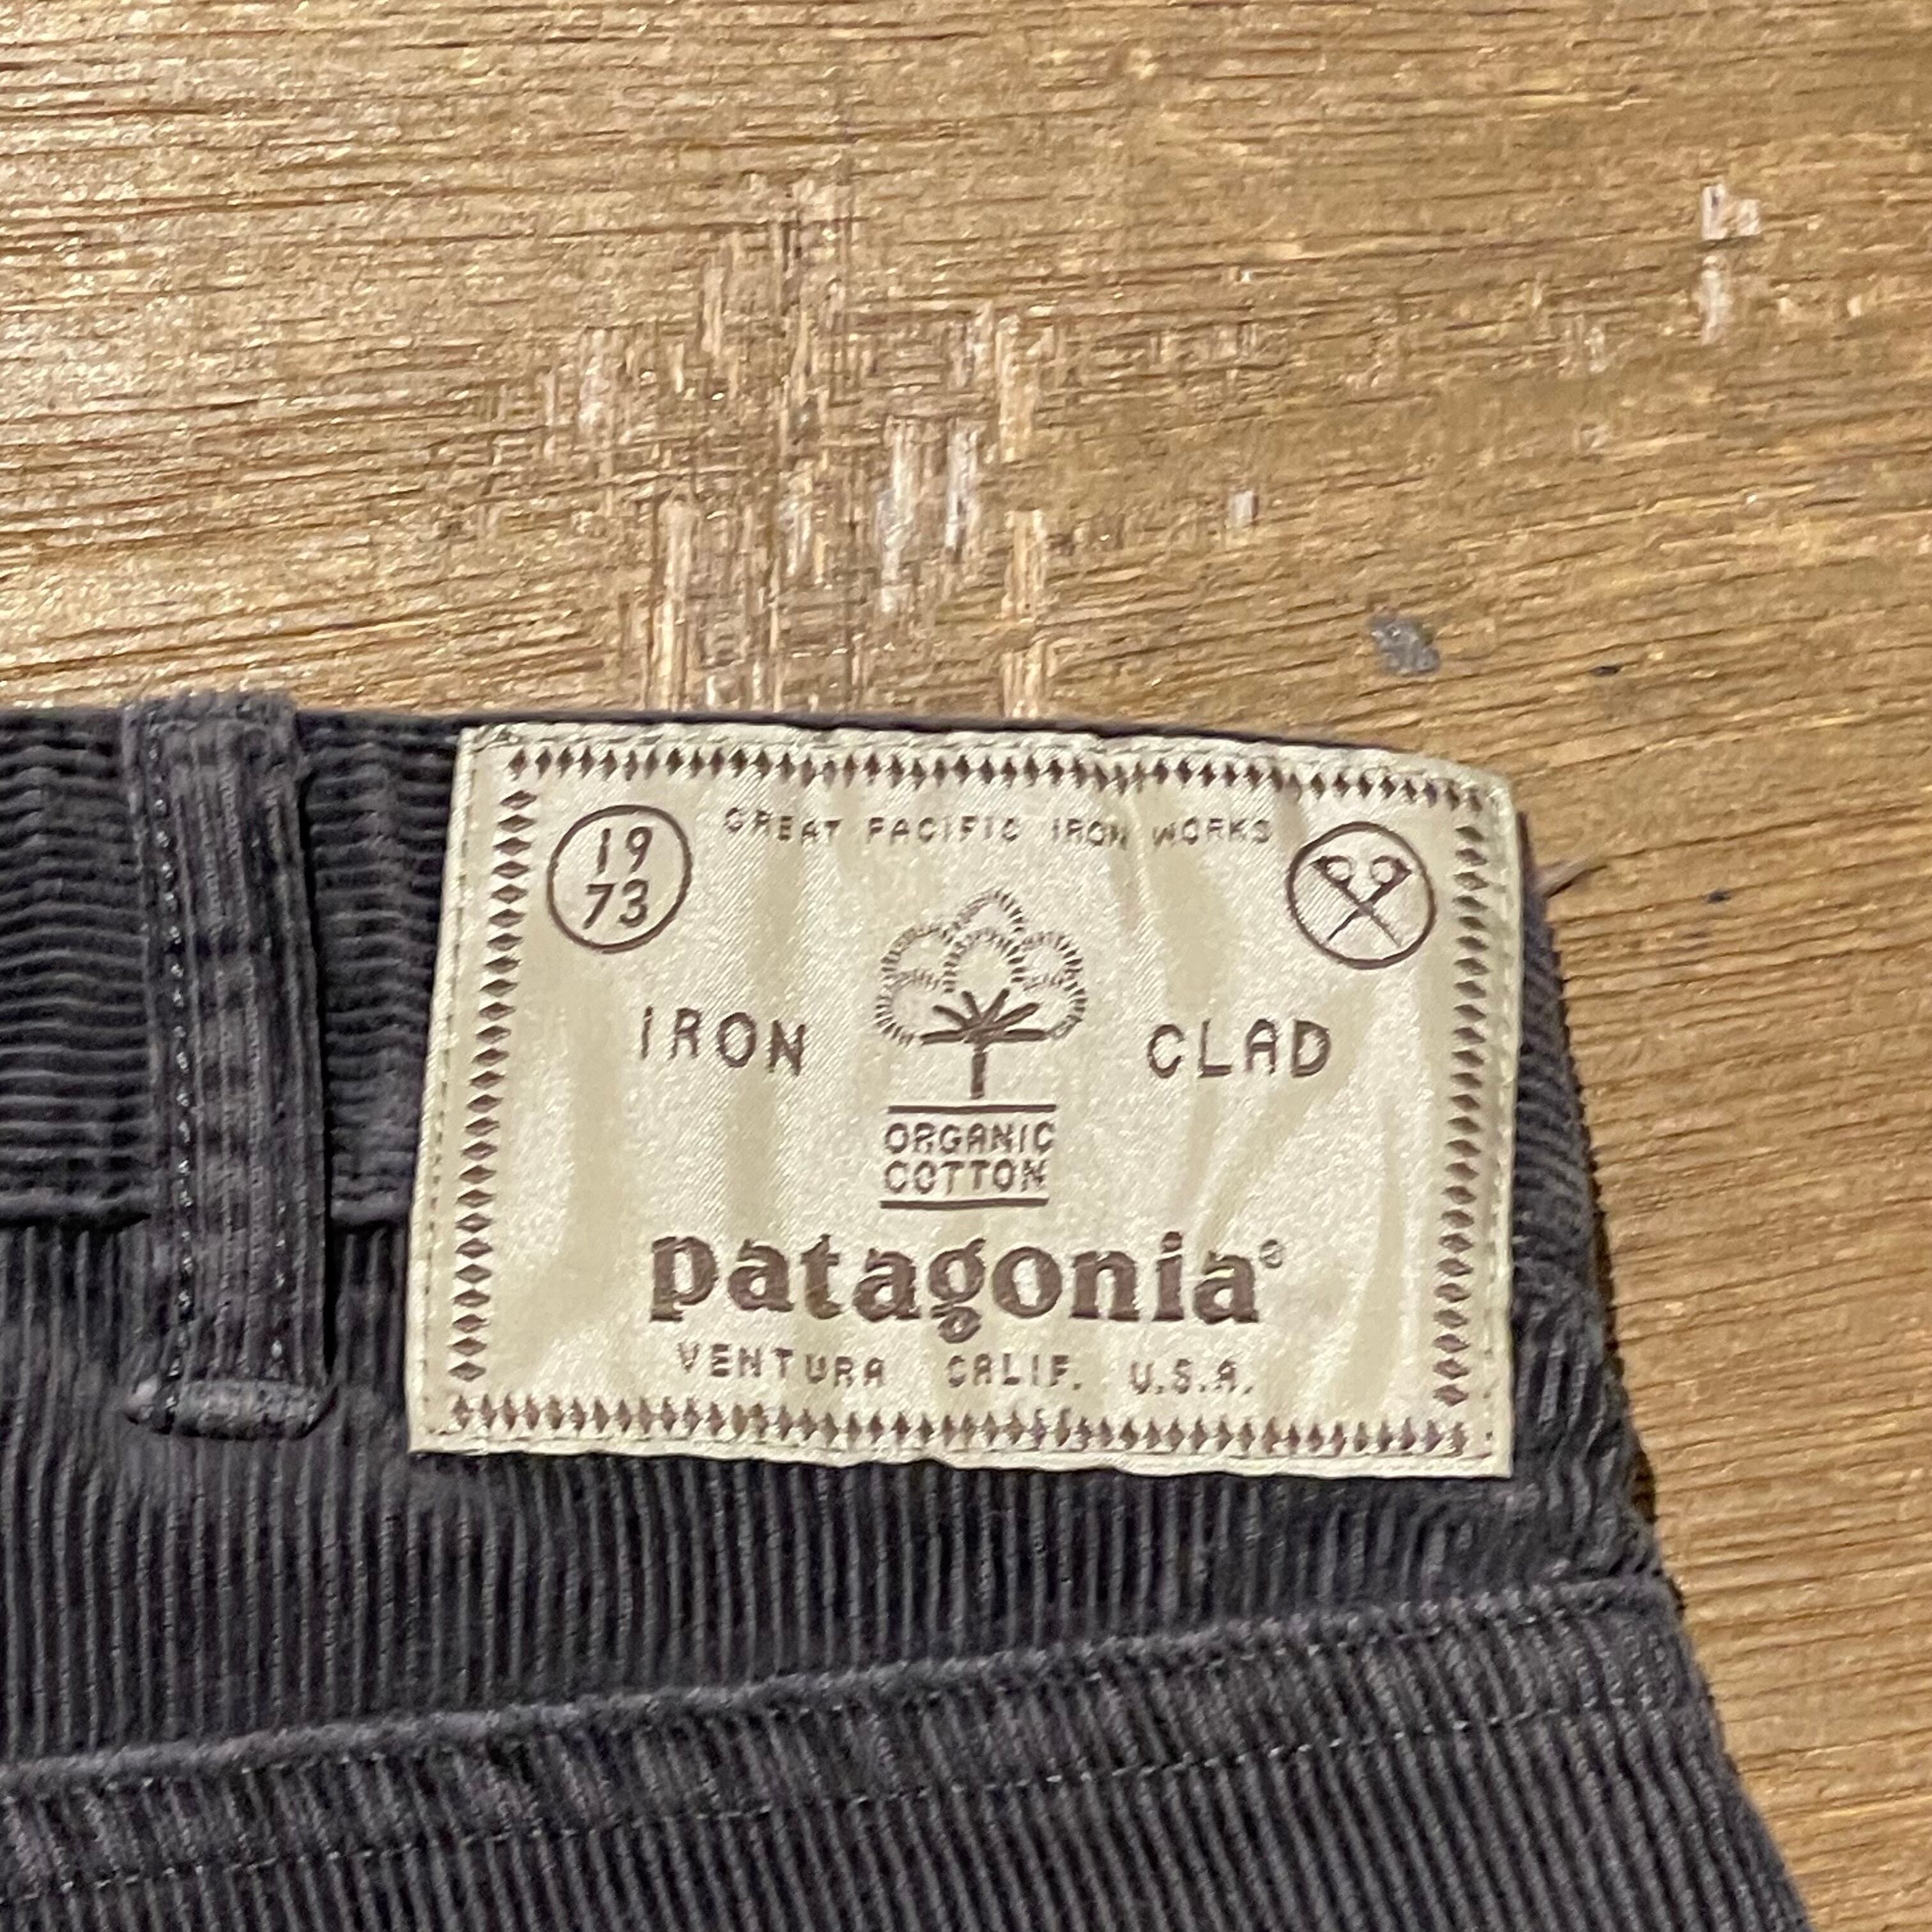 GREAT PACIFIC IRON WORKS
19
73
IRON CLAD
ORGANIC
COTTON
patagonia®
VENTURA CALIF. U.S.A.